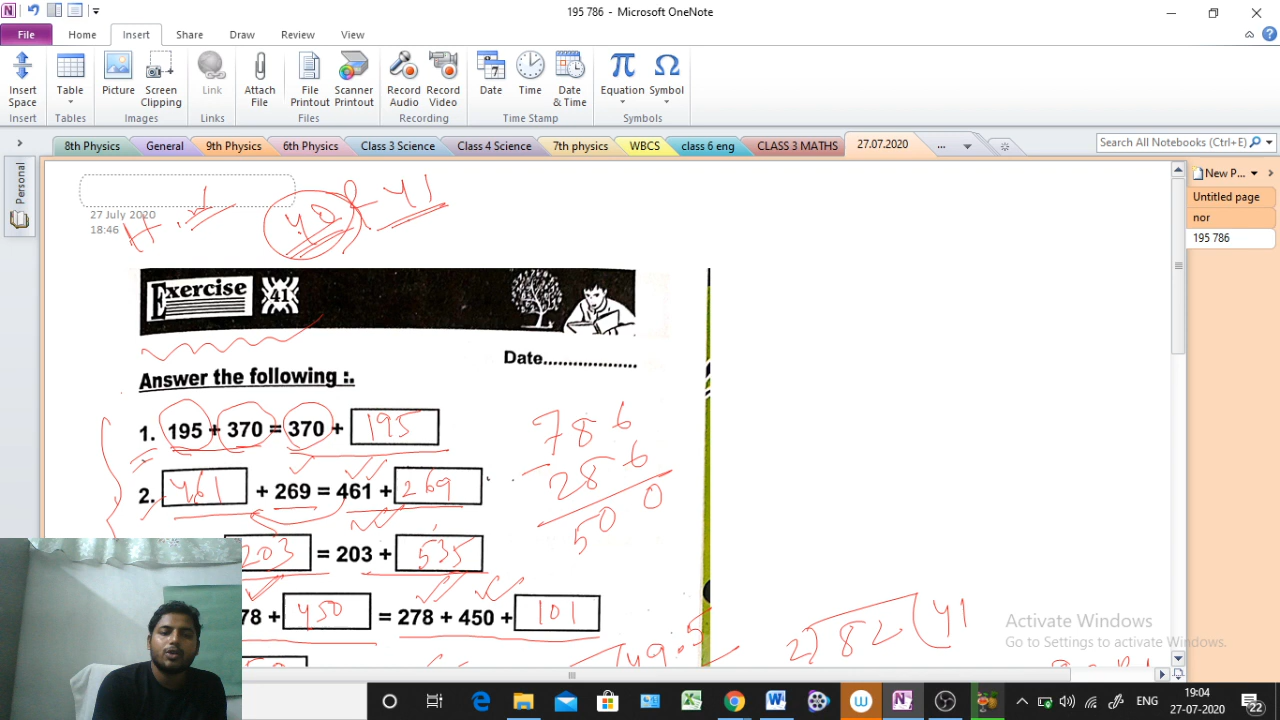 195 786 - Microsoft OneNote
File Home Insert Share Draw Review View
Insert Space Table Picture Screen Clipping Link Attach File File Printout Scanner Printout Record Audio Record Video Date Time Date & Time Equation Symbol
Insert Tables Images Links Files Recording Time Stamp Symbols
8th Physics General 9th Physics 6th Physics Class 3 Science Class 4 Science 7th physics WBCS class 6 eng CLASS 3 MATHS 27.07.2020 ... Search All Notebooks (Ctrl+E)
Personal
New P...
Untitled page
nor
195 786
40 & 41
27 July 2020
18:46
Exercise 41
Date...................
Answer the following :.
1. 195 + 370 = 370 + 195
2. 461 + 269 = 461 + 269
203 = 203 + 535
78 + 450 = 278 + 450 + 101
786
- 286
500
149.5
2) 82 ( 41
Activate Windows
Go to Settings to activate Windows.
ENG
19:04
27-07-2020
22